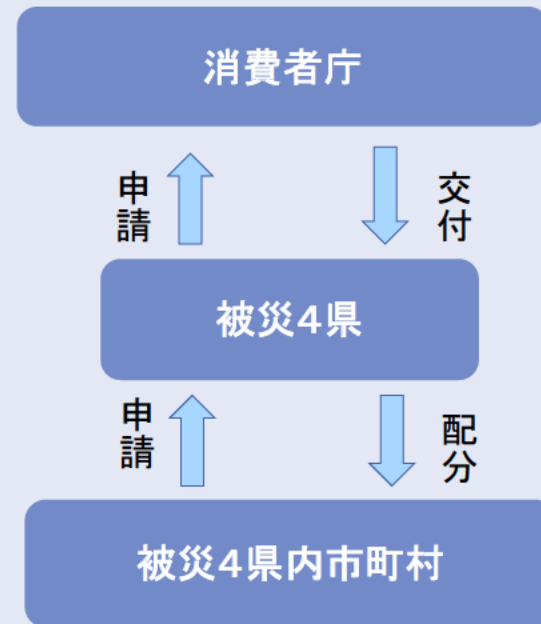 消費者庁
申請
交付
被災4県
申請
配分
被災4県内市町村